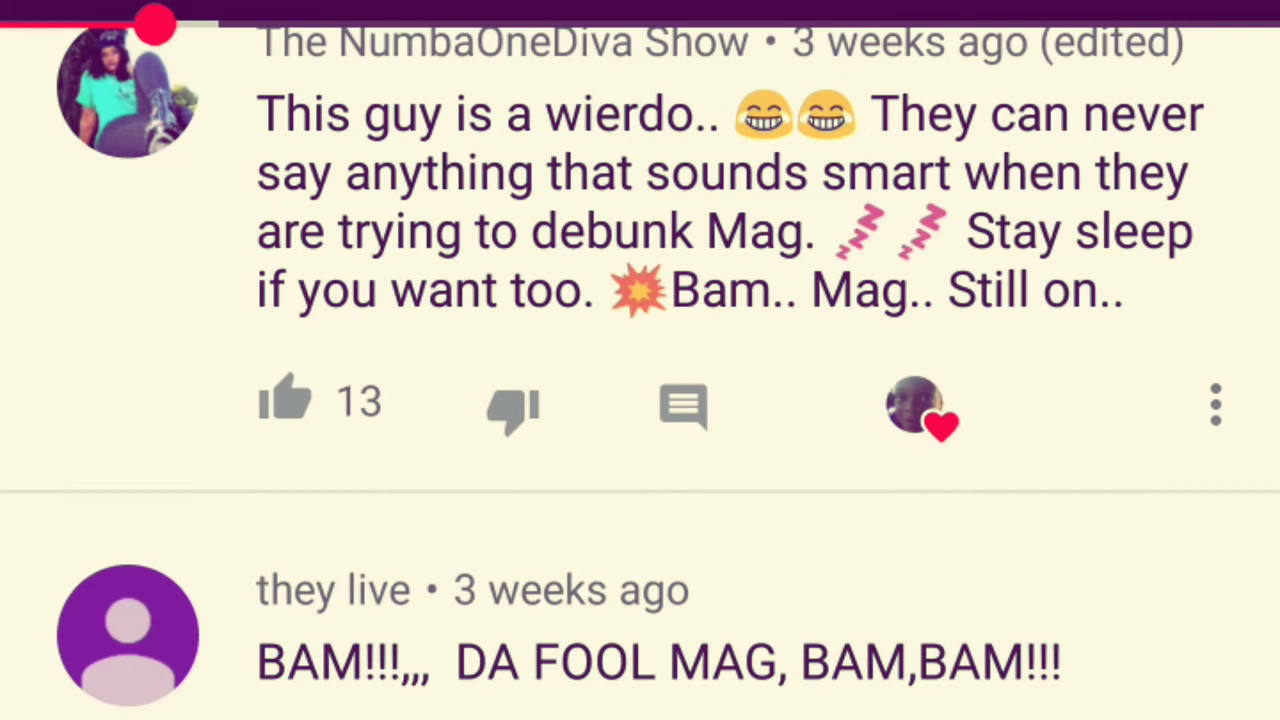 The NumbaOneDiva Show • 3 weeks ago (edited)
This guy is a wierdo.. 😂😂 They can never
say anything that sounds smart when they
are trying to debunk Mag. 💤 💤 Stay sleep
if you want too. 💥Bam.. Mag.. Still on..
13
they live • 3 weeks ago
BAM!!!,,, DA FOOL MAG, BAM,BAM!!!